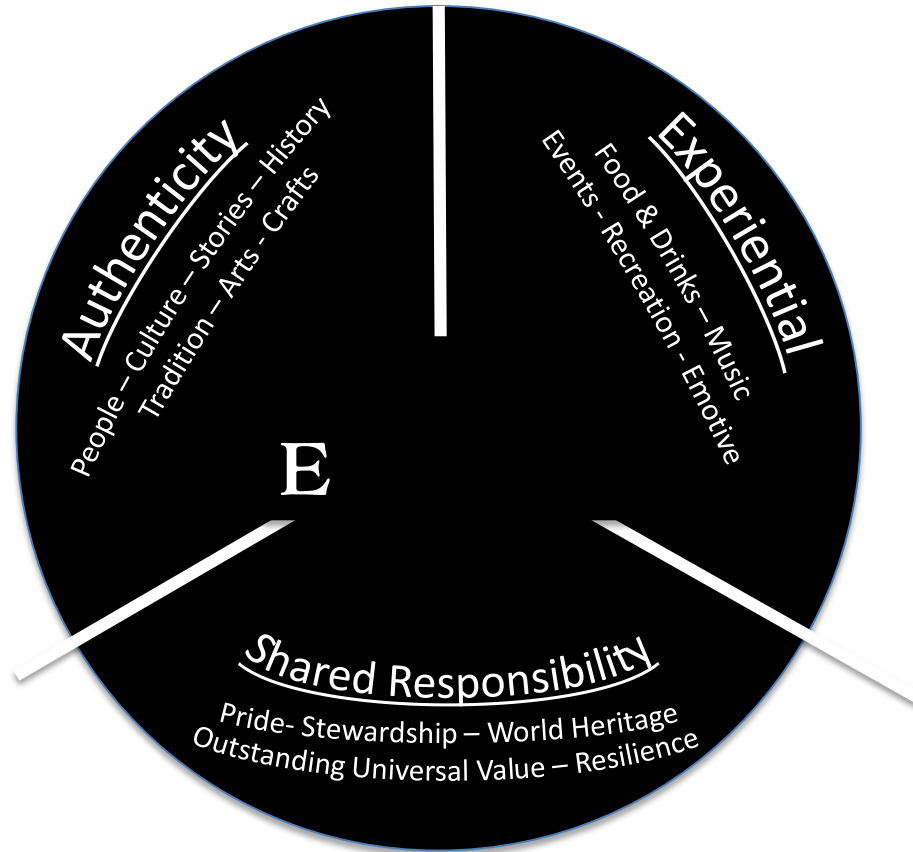 Authenticity
People – Culture – Stories – History
Tradition – Arts - Crafts
Experiential
Food & Drinks – Music
Events - Recreation - Emotive
E
Shared Responsibility
Pride- Stewardship – World Heritage
Outstanding Universal Value – Resilience